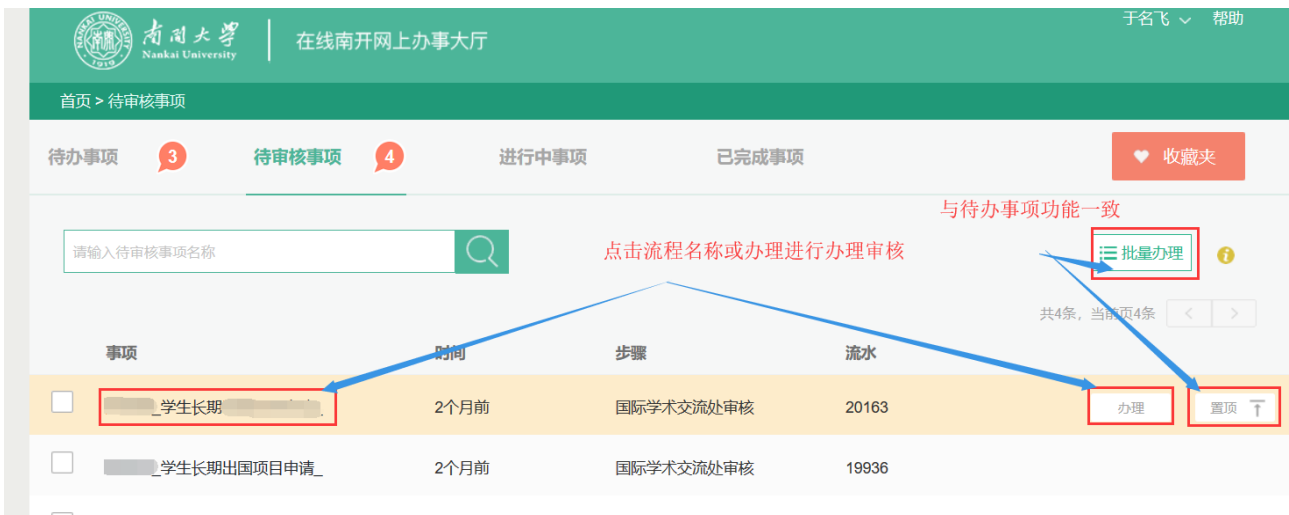 于名飞 帮助
南开大学
Nankai University
在线南开网上办事大厅
NANKAI UNIVERSITY
1919
首页 > 待审核事项
待办事项 3 待审核事项 4 进行中事项 已完成事项 收藏夹
与待办事项功能一致
请输入待审核事项名称
点击流程名称或办理进行办理审核
批量办理
共4条，当前页4条 < >
事项 时间 步骤 流水
_学生长期 _ 2个月前 国际学术交流处审核 20163 办理 置顶
_学生长期出国项目申请_ 2个月前 国际学术交流处审核 19936